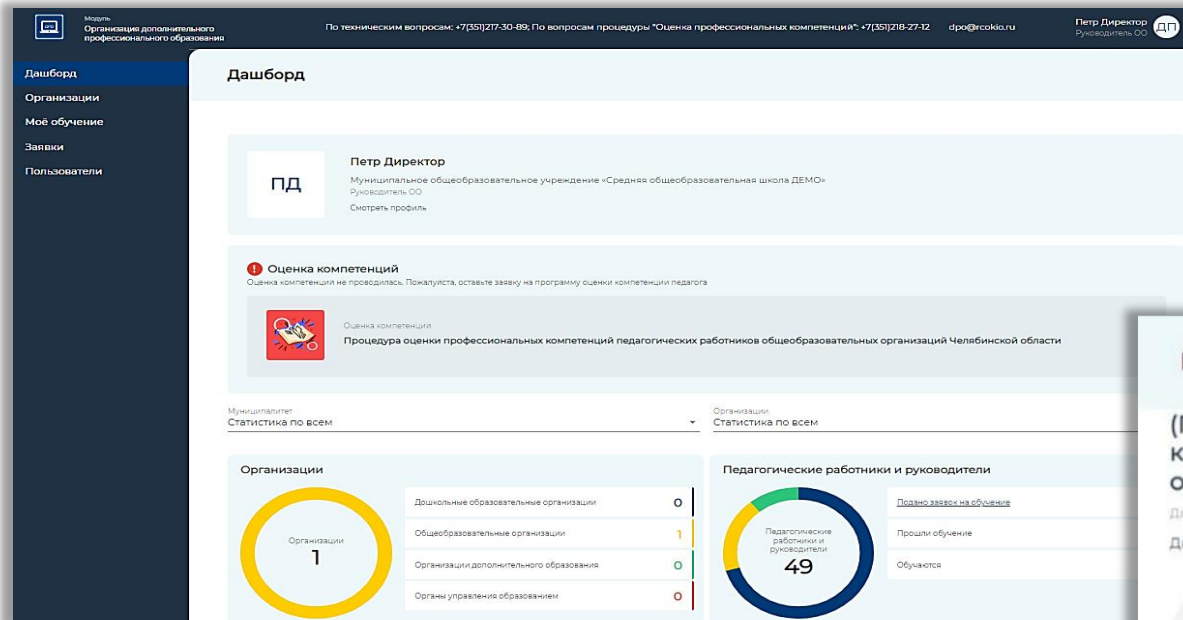 Модуль
Организация дополнительного
профессионального образования
По техническим вопросам: +7(351)217-30-89; По вопросам процедуры "Оценка профессиональных компетенций": +7(351)218-27-12 dpo@rcokio.ru
Петр Директор
Руководитель ОО
ДП
Дашборд
Организации
Моё обучение
Заявки
Пользователи
Дашборд
ПД
Петр Директор
Муниципальное общеобразовательное учреждение «Средняя общеобразовательная школа ДЕМО»
Руководитель ОО
Смотреть профиль
Оценка компетенций
Оценка компетенции не проводилась. Пожалуйста, оставьте заявку на программу оценки компетенции педагога
Оценка компетенции
Процедура оценки профессиональных компетенций педагогических работников общеобразовательных организаций Челябинской области
Муниципалитет
Статистика по всем
Организации
Статистика по всем
Организации
Организации
1
Дошкольные образовательные организации 0
Общеобразовательные организации 1
Организации дополнительного образования 0
Органы управления образованием 0
Педагогические работники и руководители
Педагогические
работники и
руководители
49
Подано заявок на обучение
Прошли обучение
Обучаются